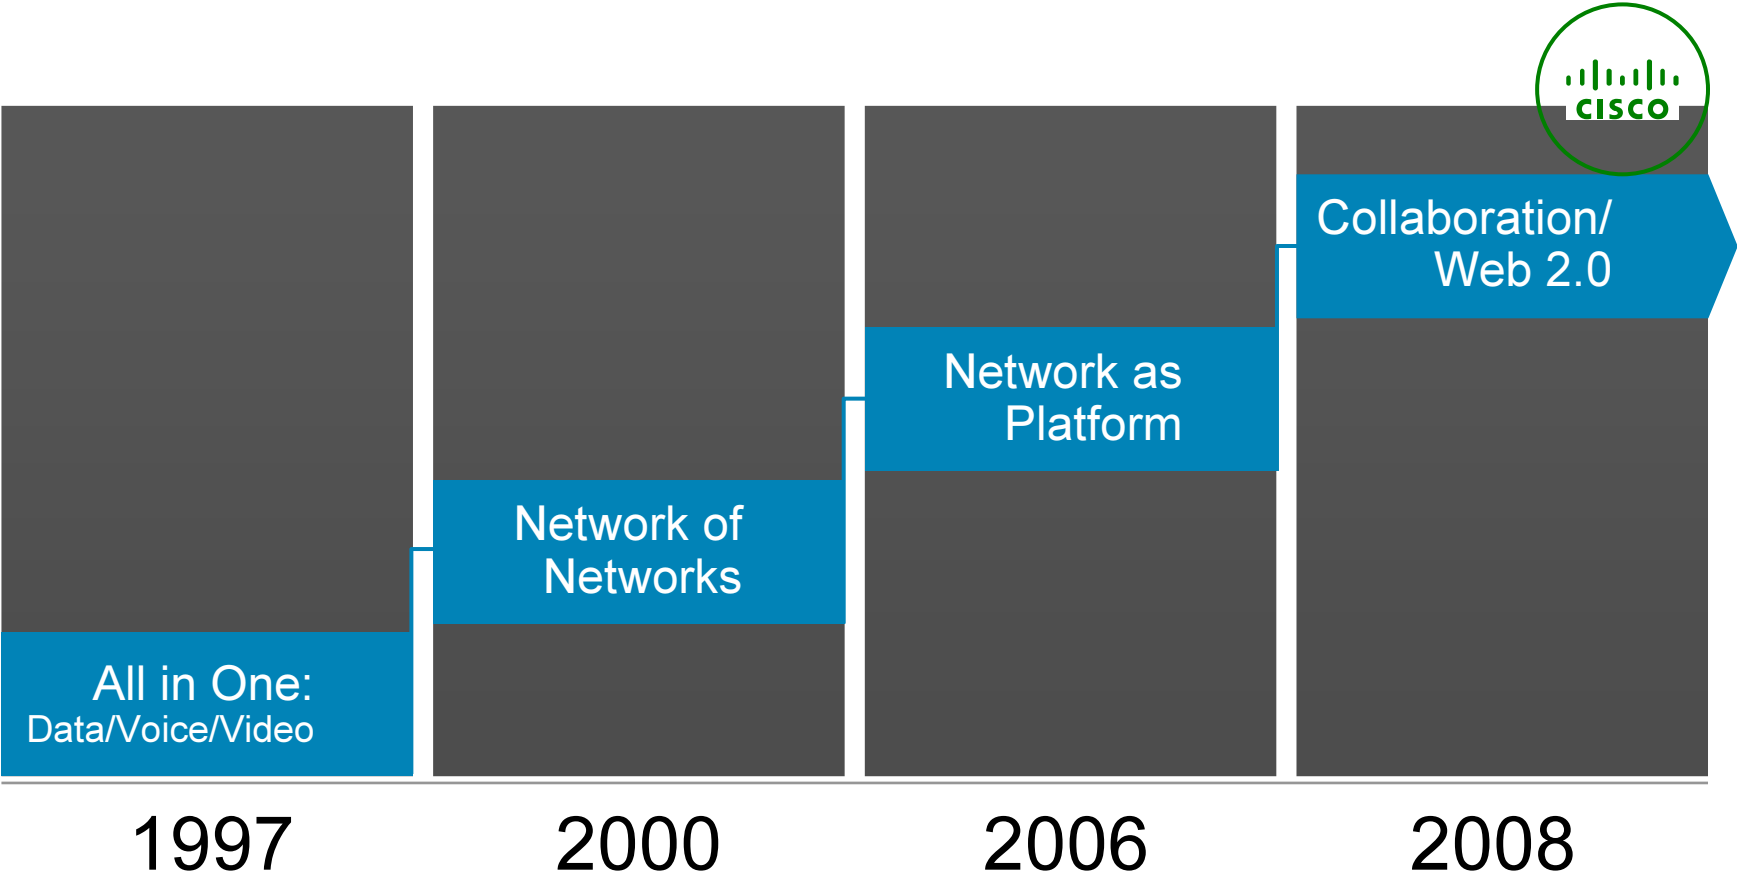 CISCO
Collaboration/
Web 2.0
Network as
Platform
Network of
Networks
All in One:
Data/Voice/Video
1997
2000
2006
2008